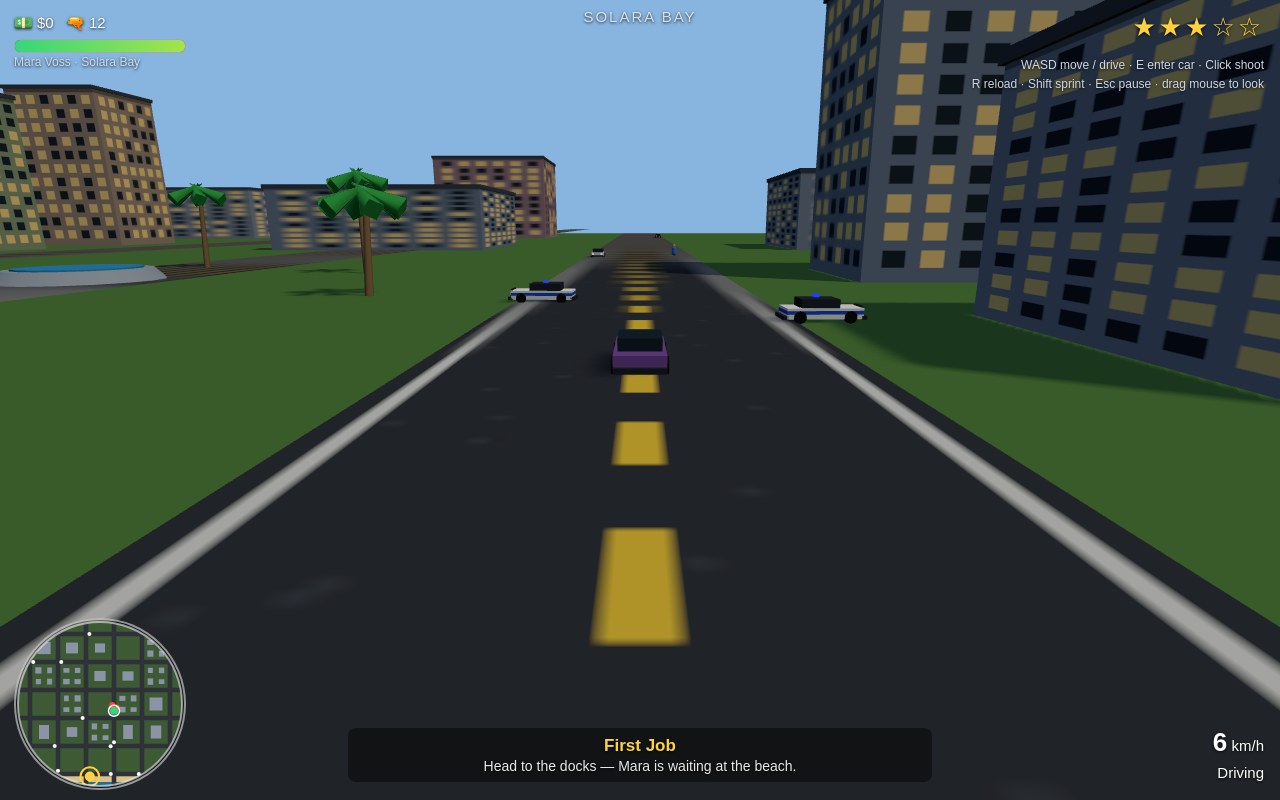 $0 12
SOLARA BAY
Mara Voss · Solara Bay
WASD move / drive · E enter car · Click shoot
R reload · Shift sprint · Esc pause · drag mouse to look
First Job
Head to the docks — Mara is waiting at the beach.
6 km/h
Driving